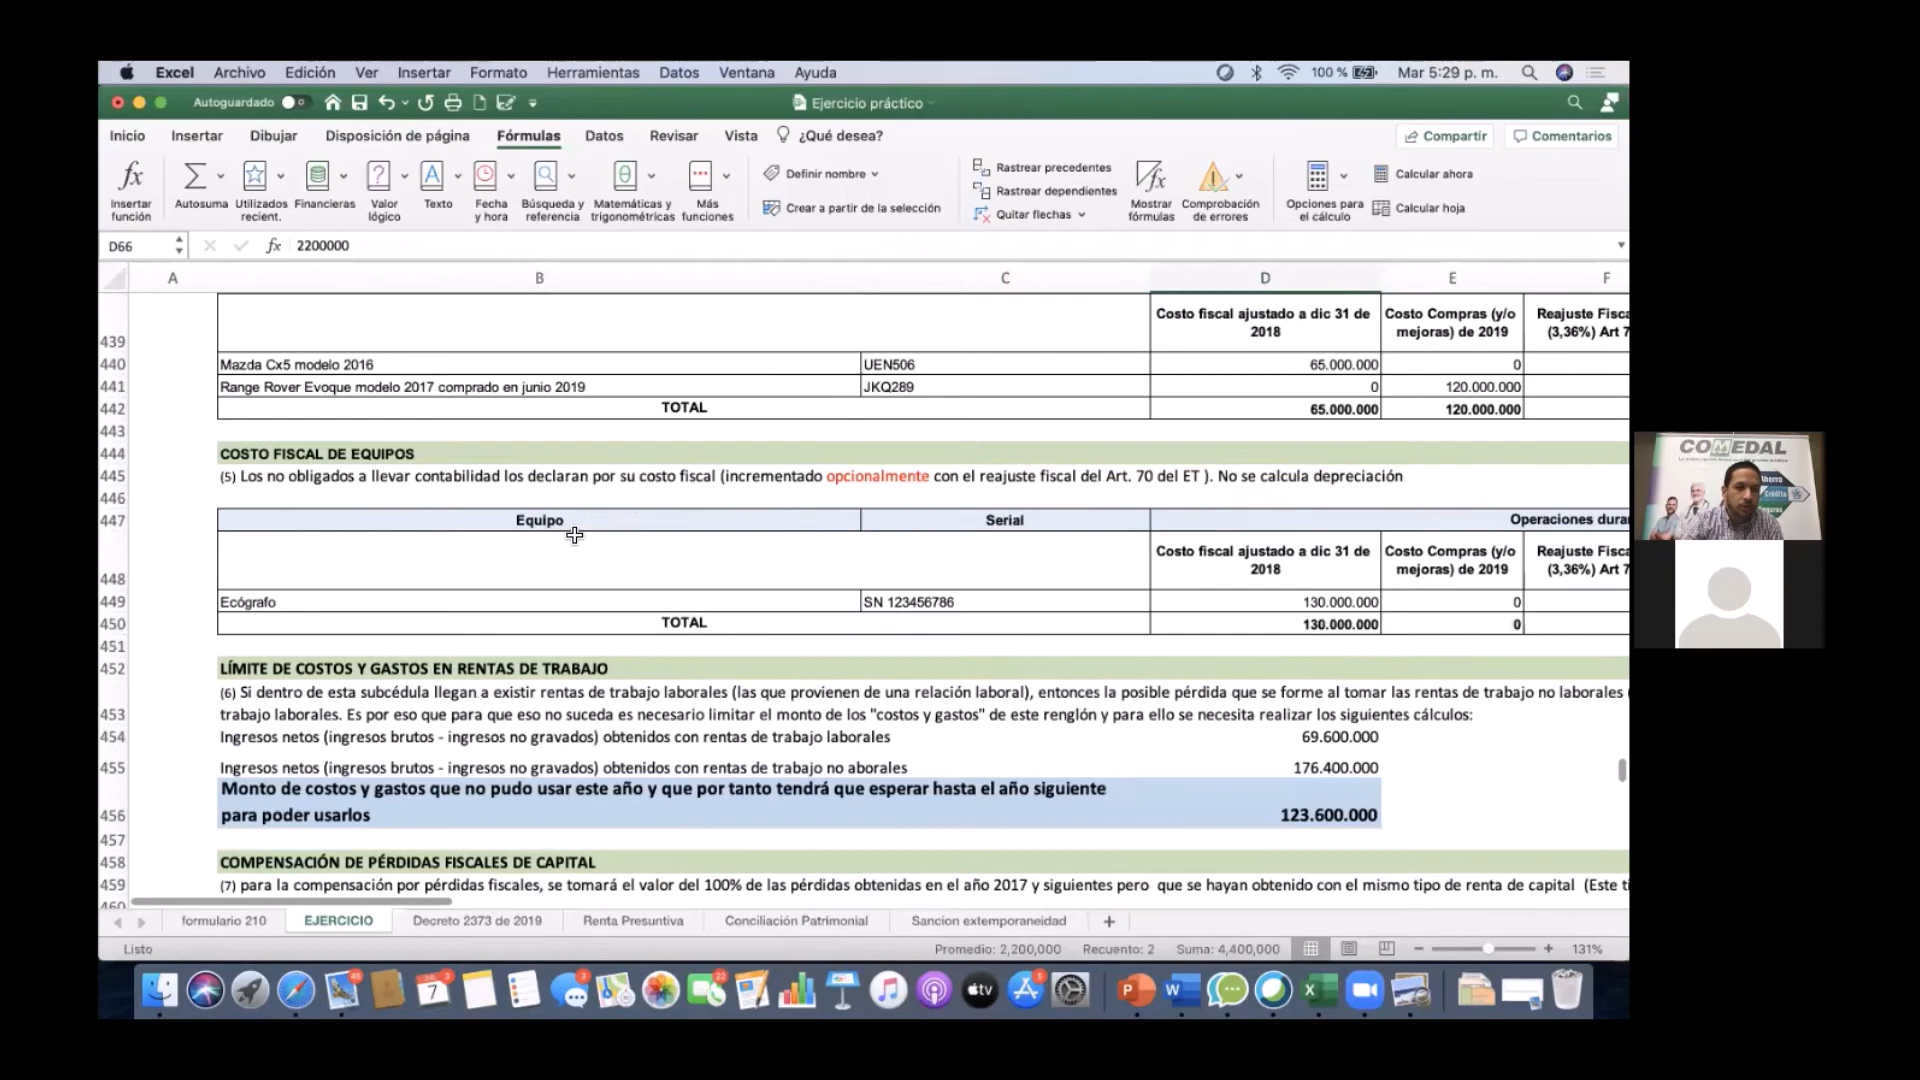 Excel Archivo Edición Ver Insertar Formato Herramientas Datos Ventana Ayuda 100 % Mar 5:29 p. m.
Autoguardado Ejercicio práctico
Inicio Insertar Dibujar Disposición de página Fórmulas Datos Revisar Vista ¿Qué desea? Compartir Comentarios
Insertar función Autosuma Utilizados recient. Financieras Valor lógico Texto Fecha y hora Búsqueda y referencia Matemáticas y trigonométricas Más funciones
Definir nombre
Crear a partir de la selección
Rastrear precedentes
Rastrear dependientes
Quitar flechas
Mostrar fórmulas Comprobación de errores Opciones para el cálculo
Calcular ahora
Calcular hoja
D66 fx 2200000
A B C D E F
439 Costo fiscal ajustado a dic 31 de 2018 Costo Compras (y/o mejoras) de 2019 Reajuste Fisca (3,36%) Art 7
440 Mazda Cx5 modelo 2016 UEN506 65.000.000 0
441 Range Rover Evoque modelo 2017 comprado en junio 2019 JKQ289 0 120.000.000
442 TOTAL 65.000.000 120.000.000
443
444 COSTO FISCAL DE EQUIPOS
445 (5) Los no obligados a llevar contabilidad los declaran por su costo fiscal (incrementado opcionalmente con el reajuste fiscal del Art. 70 del ET ). No se calcula depreciación
446
447 Equipo Serial Operaciones dura
448 Costo fiscal ajustado a dic 31 de 2018 Costo Compras (y/o mejoras) de 2019 Reajuste Fisca (3,36%) Art 7
449 Ecógrafo SN 123456786 130.000.000 0
450 TOTAL 130.000.000 0
451
452 LÍMITE DE COSTOS Y GASTOS EN RENTAS DE TRABAJO
(6) Si dentro de esta subcédula llegan a existir rentas de trabajo laborales (las que provienen de una relación laboral), entonces la posible pérdida que se forme al tomar las rentas de trabajo no laborales
453 trabajo laborales. Es por eso que para que eso no suceda es necesario limitar el monto de los "costos y gastos" de este renglón y para ello se necesita realizar los siguientes cálculos:
454 Ingresos netos (ingresos brutos - ingresos no gravados) obtenidos con rentas de trabajo laborales 69.600.000
455 Ingresos netos (ingresos brutos - ingresos no gravados) obtenidos con rentas de trabajo no aborales 176.400.000
Monto de costos y gastos que no pudo usar este año y que por tanto tendrá que esperar hasta el año siguiente
456 para poder usarlos 123.600.000
457
458 COMPENSACIÓN DE PÉRDIDAS FISCALES DE CAPITAL
459 (7) para la compensación por pérdidas fiscales, se tomará el valor del 100% de las pérdidas obtenidas en el año 2017 y siguientes pero que se hayan obtenido con el mismo tipo de renta de capital (Este ti
460
formulario 210 EJERCICIO Decreto 2373 de 2019 Renta Presuntiva Conciliación Patrimonial Sancion extemporaneidad
Listo Promedio: 2,200,000 Recuento: 2 Suma: 4,400,000 131%
COMEDAL
Ahorro
Crédito
Seguros